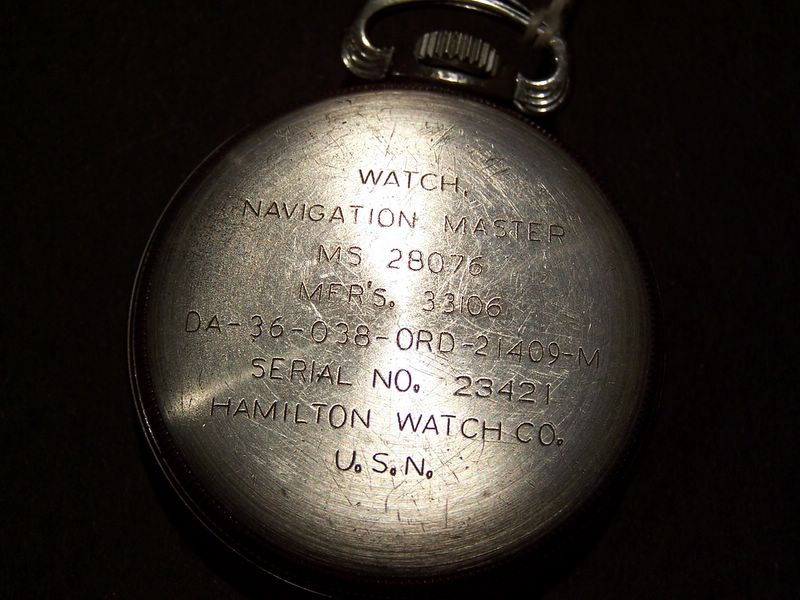 WATCH,
NAVIGATION MASTER
MS 28076
MFR'S. 33106
DA-36-038-ORD-21409-M
SERIAL NO. 23421
HAMILTON WATCH CO.
U.S.N.